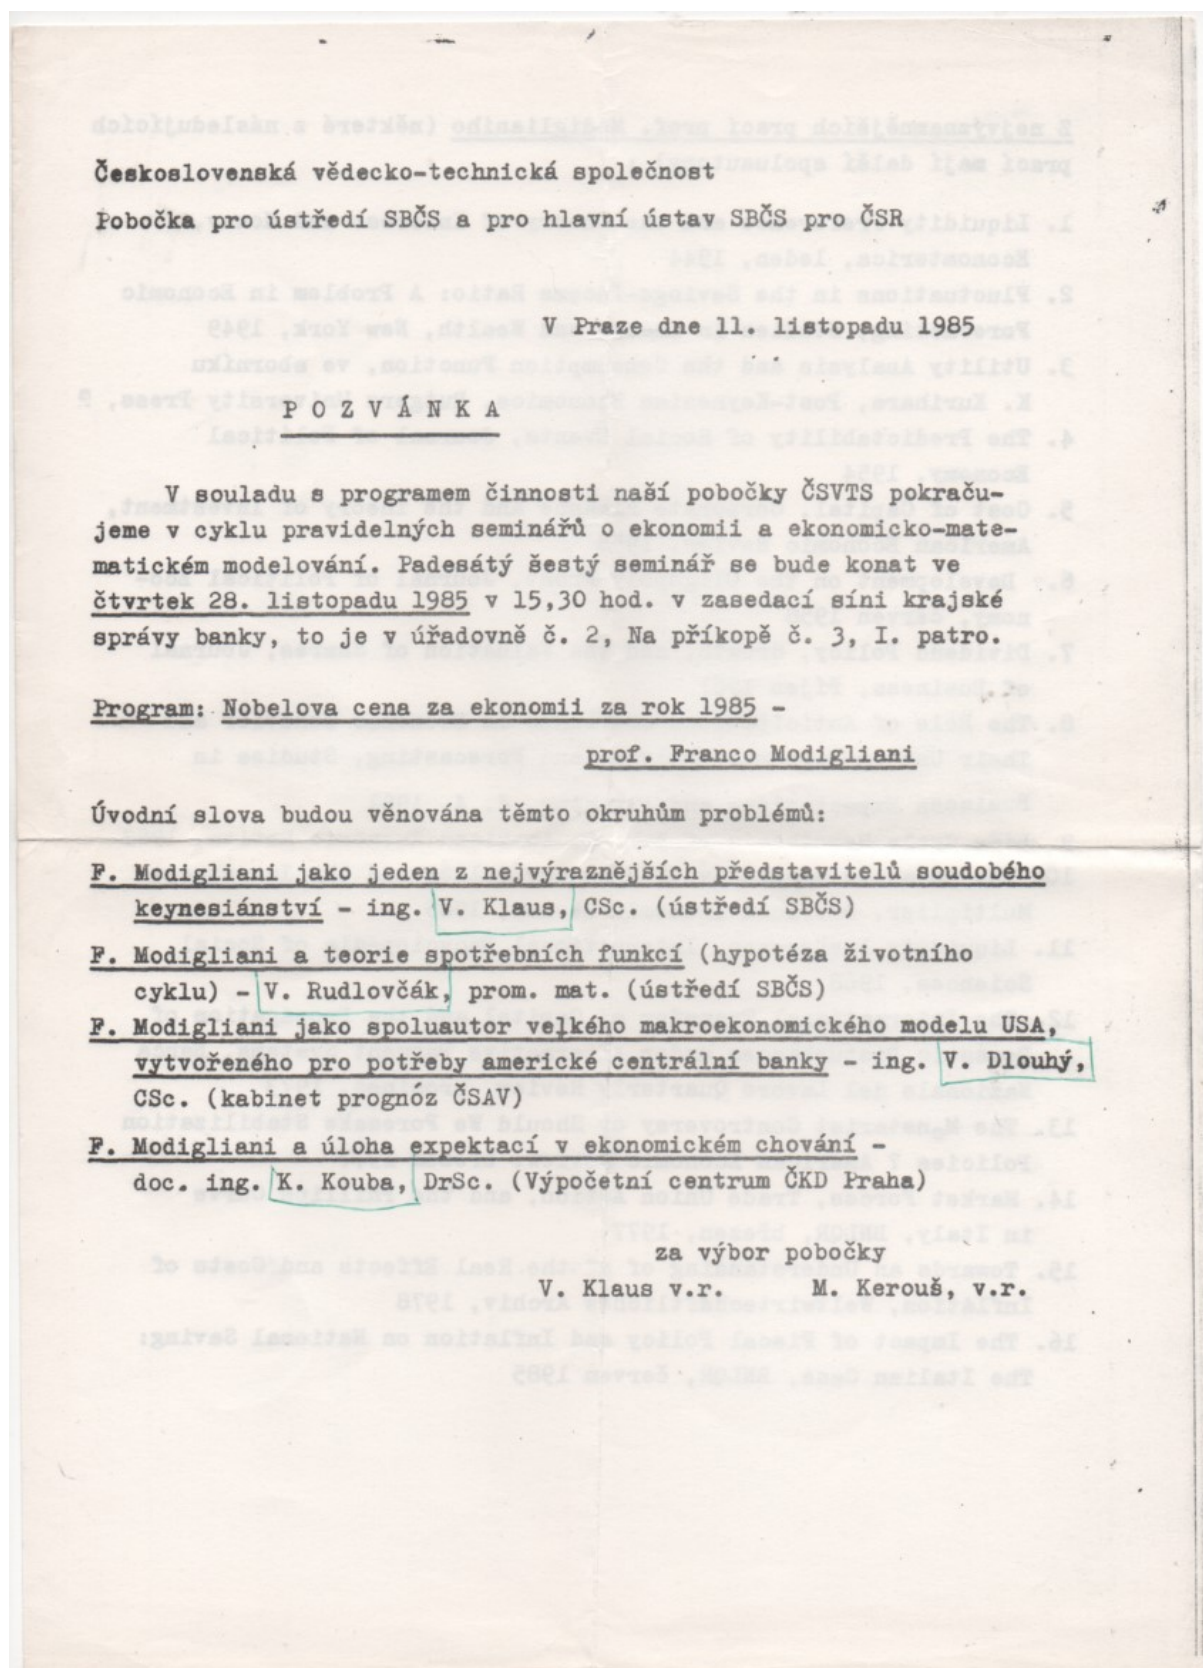 Československá vědecko-technická společnost
Pobočka pro ústředí SBČS a pro hlavní ústav SBČS pro ČSR
V Praze dne 11. listopadu 1985
P O Z V Á N K A
V souladu s programem činnosti naší pobočky ČSVTS pokraču-
jeme v cyklu pravidelných seminářů o ekonomii a ekonomicko-mate-
matickém modelování. Padesátý šestý seminář se bude konat ve
čtvrtek 28. listopadu 1985 v 15,30 hod. v zasedací síni krajské
správy banky, to je v úřadovně č. 2, Na příkopě č. 3, I. patro.
Program: Nobelova cena za ekonomii za rok 1985 -
prof. Franco Modigliani
Úvodní slova budou věnována těmto okruhům problémů:
F. Modigliani jako jeden z nejvýraznějších představitelů soudobého
keynesiánství - ing. V. Klaus, CSc. (ústředí SBČS)
F. Modigliani a teorie spotřebních funkcí (hypotéza životního
cyklu) - V. Rudlovčák, prom. mat. (ústředí SBČS)
F. Modigliani jako spoluautor velkého makroekonomického modelu USA,
vytvořeného pro potřeby americké centrální banky - ing. V. Dlouhý,
CSc. (kabinet prognóz ČSAV)
F. Modigliani a úloha expektací v ekonomickém chování -
doc. ing. K. Kouba, DrSc. (Výpočetní centrum ČKD Praha)
za výbor pobočky
V. Klaus v.r. M. Kerouš, v.r.